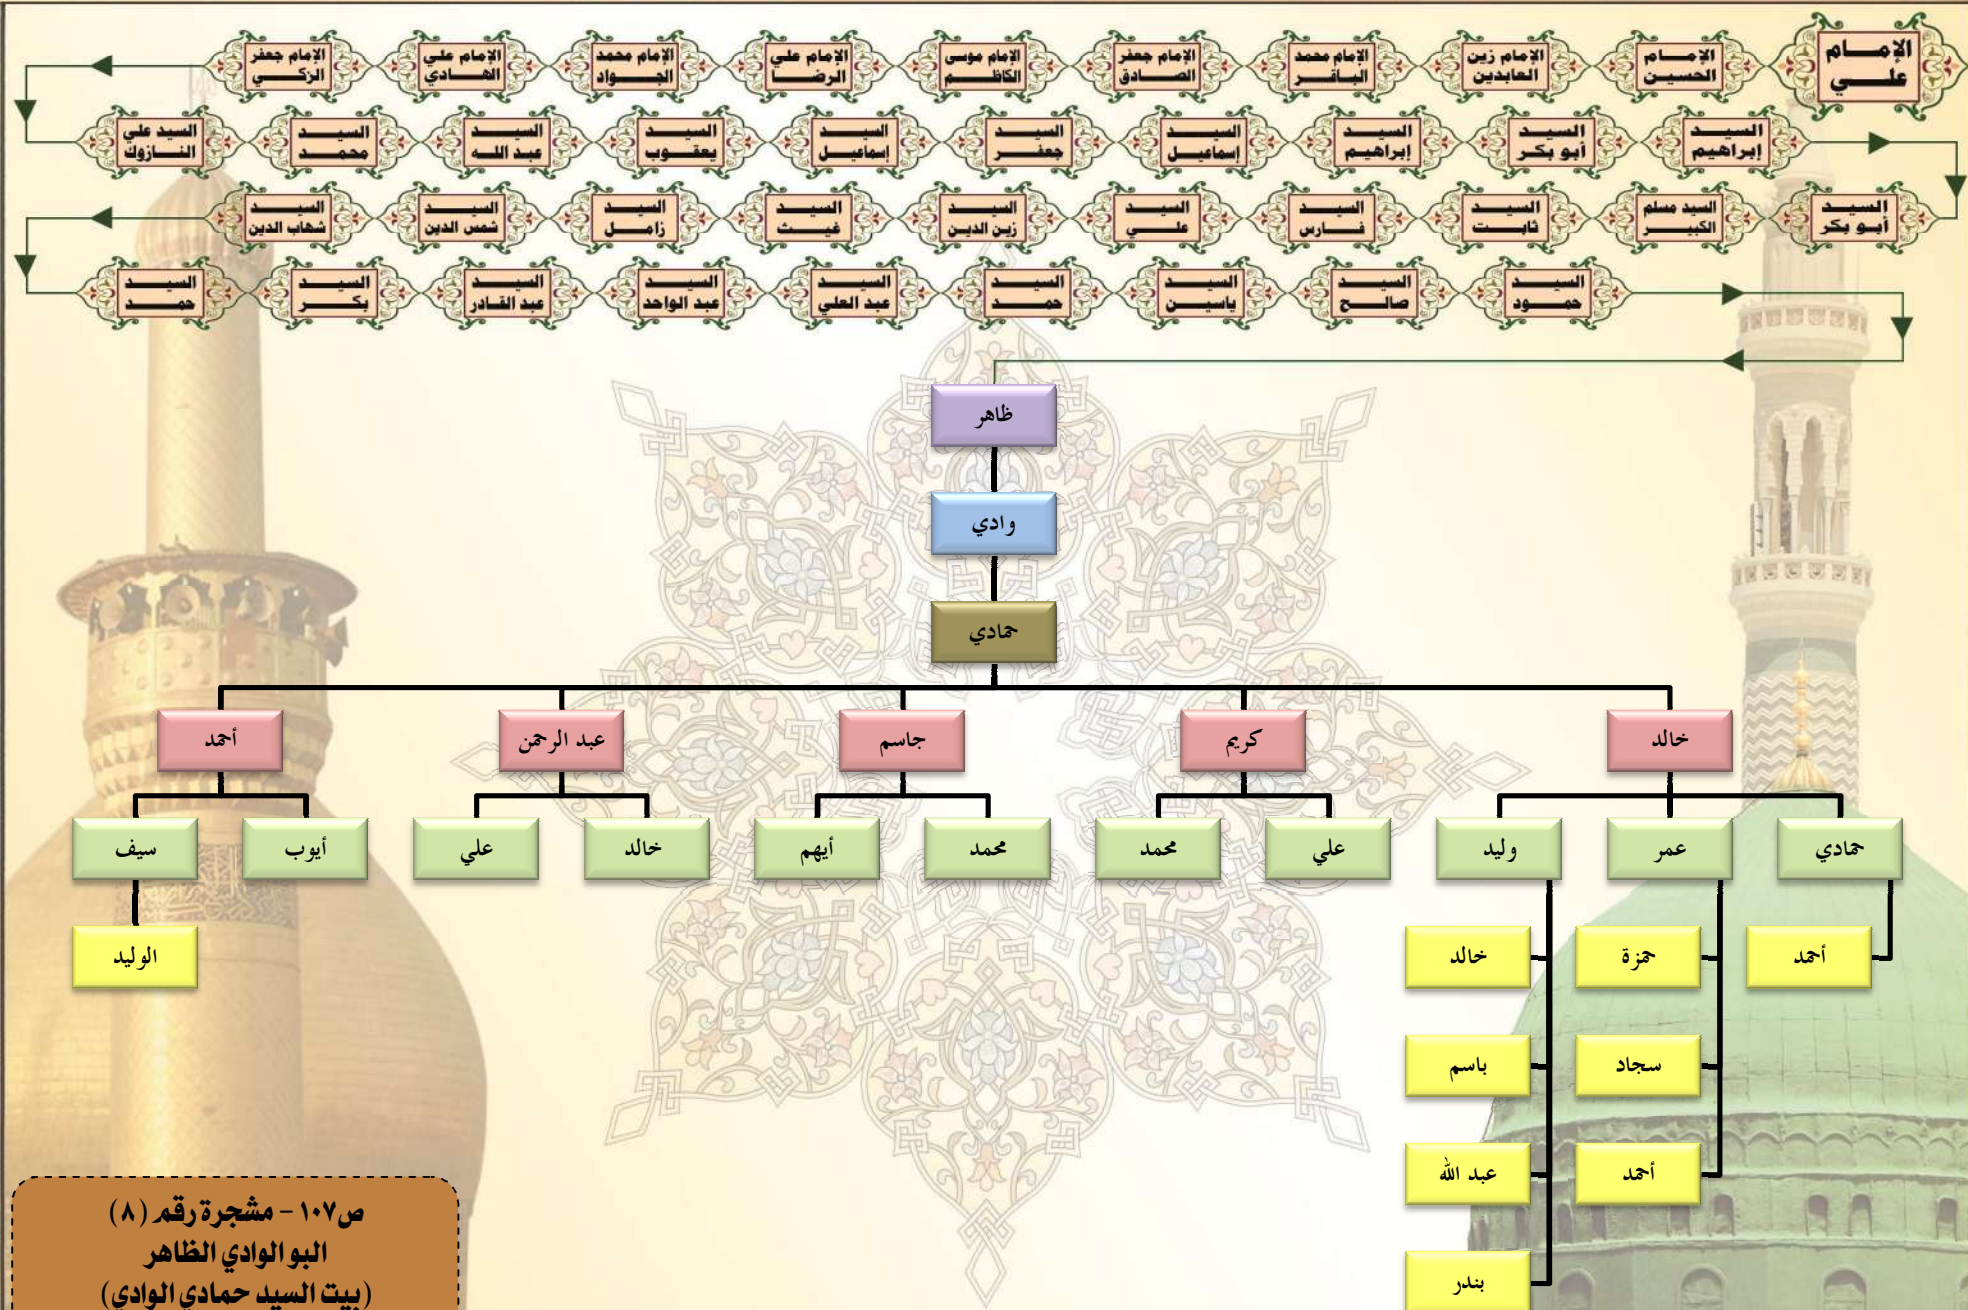 الإمام علي
الإمام الحسين
الإمام زين العابدين
الإمام محمد الباقر
الإمام جعفر الصادق
الإمام موسى الكاظم
الإمام علي الرضا
الإمام محمد الجواد
الإمام علي الهادي
الإمام جعفر الزكي
السيد علي النازوك
السيد محمد
السيد عبد الله
السيد يعقوب
السيد إسماعيل
السيد جعفر
السيد إسماعيل
السيد إبراهيم
السيد أبو بكر
السيد إبراهيم
السيد أبو بكر
السيد مسلم الكبير
السيد ثابت
السيد فارس
السيد علي
السيد زين الدين
السيد غيث
السيد زامل
السيد شمس الدين
السيد شهاب الدين
السيد حمد
السيد بكر
السيد عبد القادر
السيد عبد الواحد
السيد عبد العلي
السيد حمد
السيد ياسين
السيد صالح
السيد حمود
ظاهر
وادي
حمادي
خالد
كريم
جاسم
عبد الرحمن
أحمد
حمادي
عمر
وليد
علي
محمد
محمد
أيهم
خالد
علي
أيوب
سيف
أحمد
حمزة
خالد
الوليد
سجاد
باسم
أحمد
عبد الله
بندر
ص١٠٧ - مشجرة رقم (٨)
البو الوادي الظاهر
(بيت السيد حمادي الوادي)